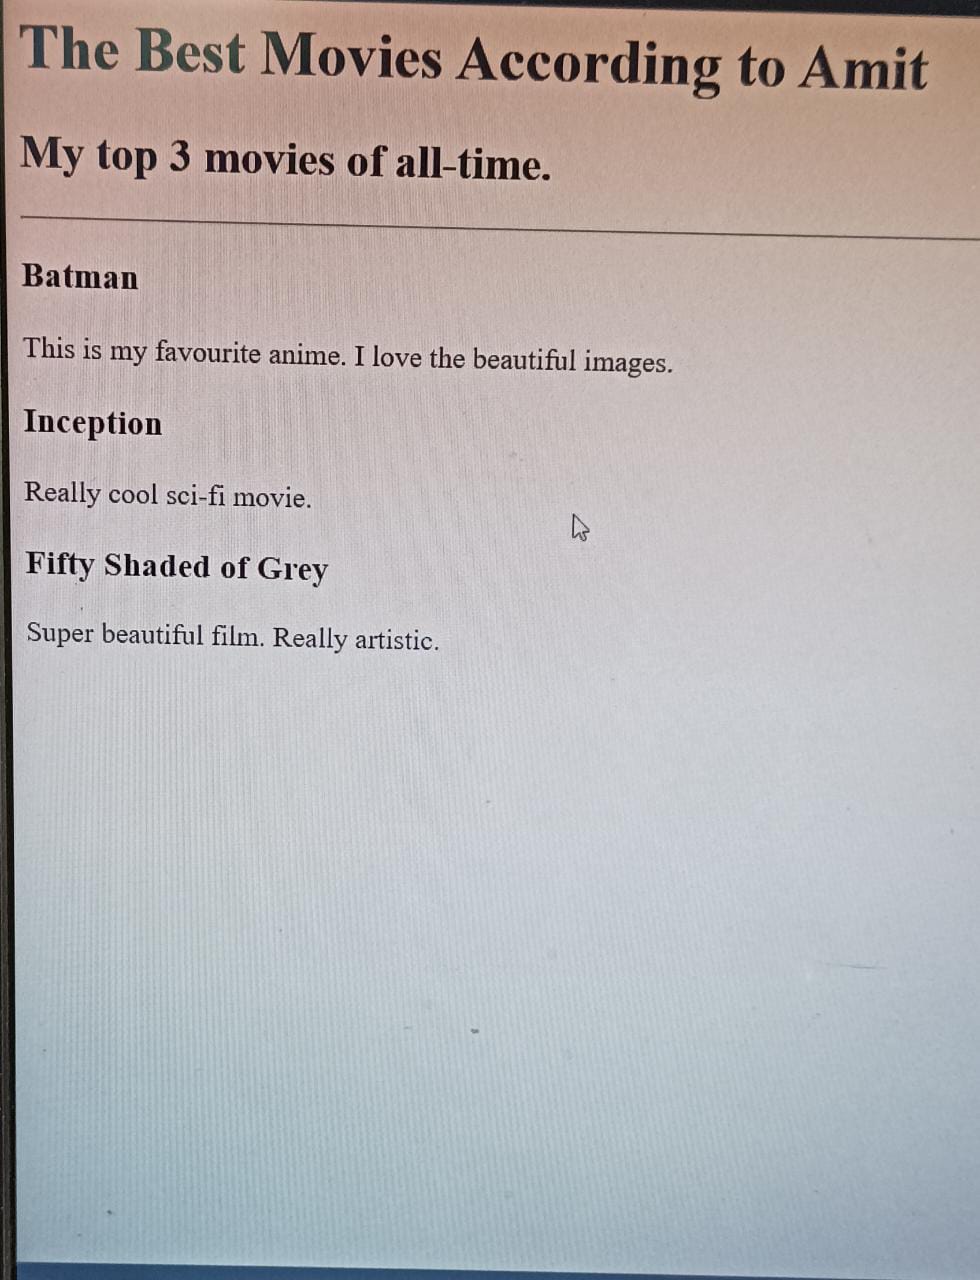 The Best Movies According to Amit
My top 3 movies of all-time.
Batman
This is my favourite anime. I love the beautiful images.
Inception
Really cool sci-fi movie.
Fifty Shaded of Grey
Super beautiful film. Really artistic.